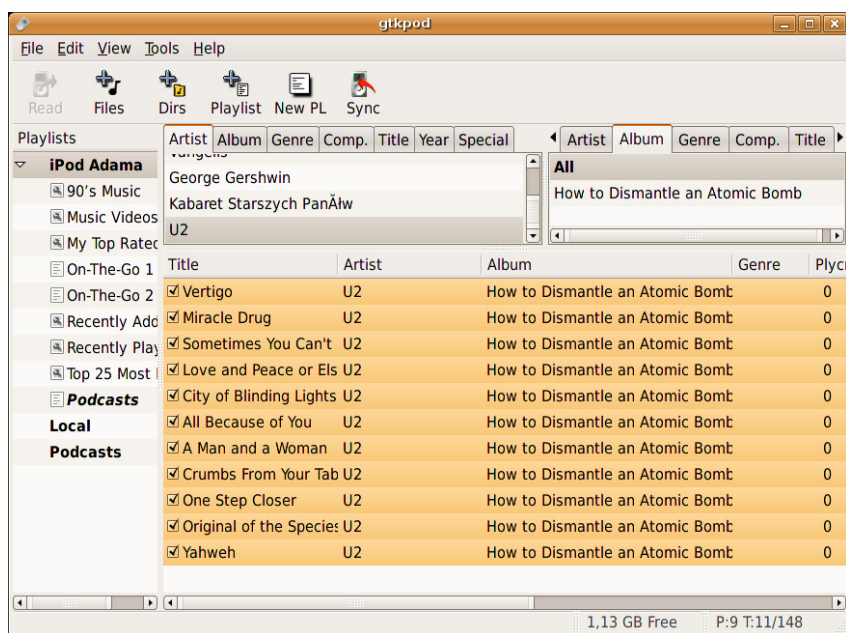 gtkpod
File Edit View Tools Help
Read Files Dirs Playlist New PL Sync
Playlists
iPod Adama
90's Music
Music Videos
My Top Rated
On-The-Go 1
On-The-Go 2
Recently Add
Recently Play
Top 25 Most
Podcasts
Local
Podcasts
Artist Album Genre Comp. Title Year Special
Vangelis
George Gershwin
Kabaret Starszych PanĂłw
U2
Artist Album Genre Comp. Title
All
How to Dismantle an Atomic Bomb
Title Artist Album Genre Plyc
Vertigo U2 How to Dismantle an Atomic Bomb 0
Miracle Drug U2 How to Dismantle an Atomic Bomb 0
Sometimes You Can't U2 How to Dismantle an Atomic Bomb 0
Love and Peace or Els U2 How to Dismantle an Atomic Bomb 0
City of Blinding Lights U2 How to Dismantle an Atomic Bomb 0
All Because of You U2 How to Dismantle an Atomic Bomb 0
A Man and a Woman U2 How to Dismantle an Atomic Bomb 0
Crumbs From Your Tab U2 How to Dismantle an Atomic Bomb 0
One Step Closer U2 How to Dismantle an Atomic Bomb 0
Original of the Species U2 How to Dismantle an Atomic Bomb 0
Yahweh U2 How to Dismantle an Atomic Bomb 0
1,13 GB Free P:9 T:11/148